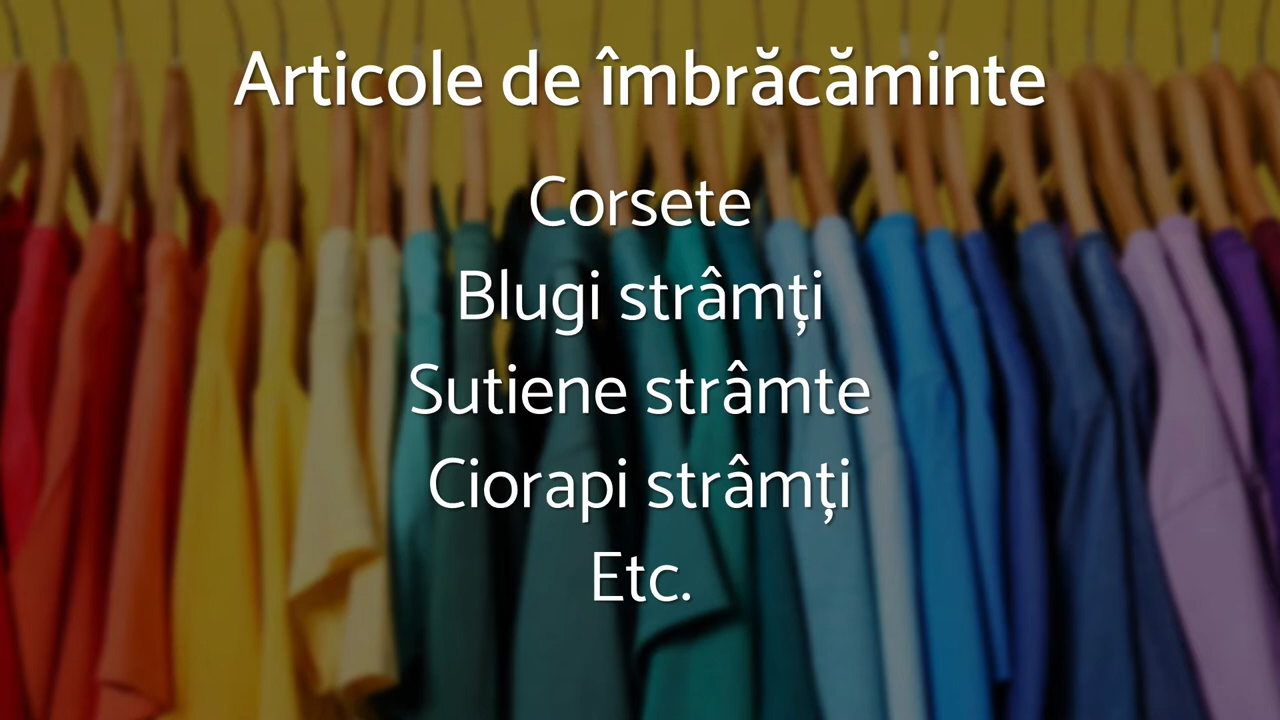 Articole de îmbrăcăminte
Corsete
Blugi strâmți
Sutiene strâmte
Ciorapi strâmți
Etc.